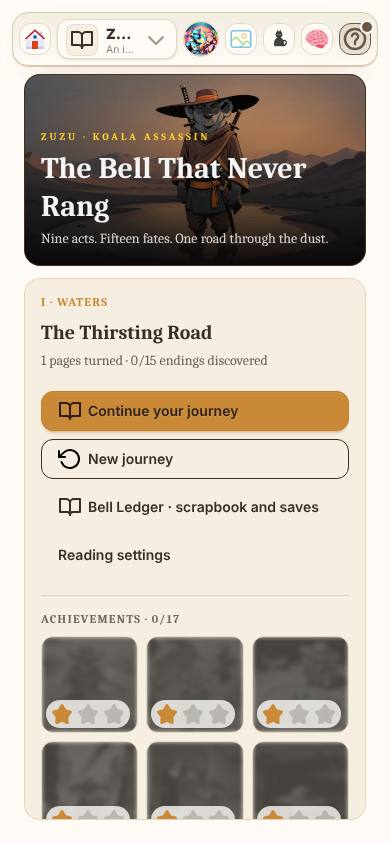 Z...
An i...
ZUZU · KOALA ASSASSIN
The Bell That Never
Rang
Nine acts. Fifteen fates. One road through the dust.
I · WATERS
The Thirsting Road
1 pages turned · 0/15 endings discovered
Continue your journey
New journey
Bell Ledger · scrapbook and saves
Reading settings
ACHIEVEMENTS · 0/17